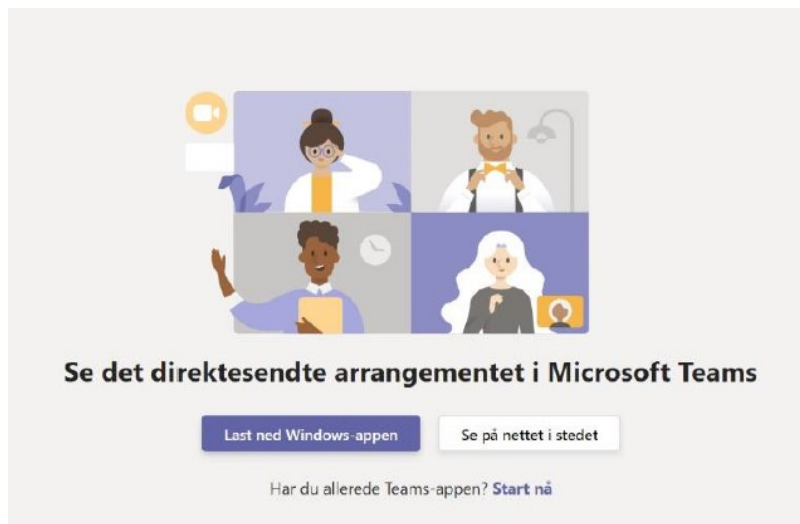 Se det direktesendte arrangementet i Microsoft Teams
Last ned Windows-appen
Se på nettet i stedet
Har du allerede Teams-appen? Start nå